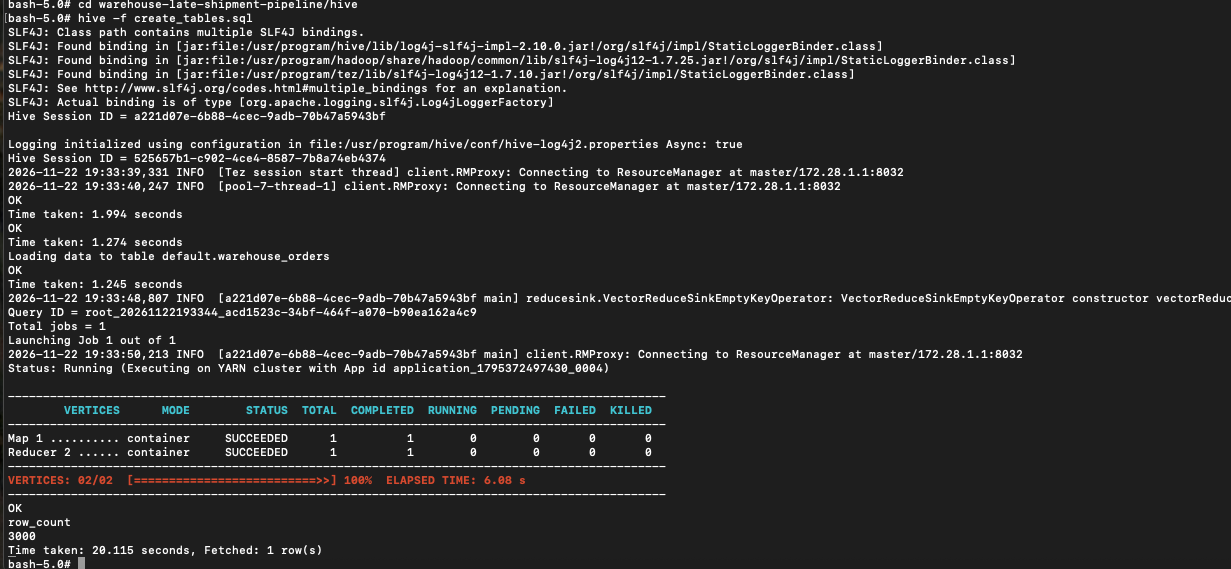 bash-5.0# cd warehouse-late-shipment-pipeline/hive
bash-5.0# hive -f create_tables.sql
SLF4J: Class path contains multiple SLF4J bindings.
SLF4J: Found binding in [jar:file:/usr/program/hive/lib/log4j-slf4j-impl-2.10.0.jar!/org/slf4j/impl/StaticLoggerBinder.class]
SLF4J: Found binding in [jar:file:/usr/program/hadoop/share/hadoop/common/lib/slf4j-log4j12-1.7.25.jar!/org/slf4j/impl/StaticLoggerBinder.class]
SLF4J: Found binding in [jar:file:/usr/program/tez/lib/slf4j-log4j12-1.7.10.jar!/org/slf4j/impl/StaticLoggerBinder.class]
SLF4J: See http://www.slf4j.org/codes.html#multiple_bindings for an explanation.
SLF4J: Actual binding is of type [org.apache.logging.slf4j.Log4jLoggerFactory]
Hive Session ID = a221d07e-6b88-4cec-9adb-70b47a5943bf
Logging initialized using configuration in file:/usr/program/hive/conf/hive-log4j2.properties Async: true
Hive Session ID = 525657b1-c902-4ce4-8587-7b8a74eb4374
2026-11-22 19:33:39,331 INFO  [Tez session start thread] client.RMProxy: Connecting to ResourceManager at master/172.28.1.1:8032
2026-11-22 19:33:40,247 INFO  [pool-7-thread-1] client.RMProxy: Connecting to ResourceManager at master/172.28.1.1:8032
OK
Time taken: 1.994 seconds
OK
Time taken: 1.274 seconds
Loading data to table default.warehouse_orders
OK
Time taken: 1.245 seconds
2026-11-22 19:33:48,807 INFO  [a221d07e-6b88-4cec-9adb-70b47a5943bf main] reducesink.VectorReduceSinkEmptyKeyOperator: VectorReduceSinkEmptyKeyOperator constructor vectorReduc
Query ID = root_20261122193344_acd1523c-34bf-464f-a070-b90ea162a4c9
Total jobs = 1
Launching Job 1 out of 1
2026-11-22 19:33:50,213 INFO  [a221d07e-6b88-4cec-9adb-70b47a5943bf main] client.RMProxy: Connecting to ResourceManager at master/172.28.1.1:8032
Status: Running (Executing on YARN cluster with App id application_1795372497430_0004)
----------------------------------------------------------------------------------------------
VERTICES      MODE        STATUS  TOTAL  COMPLETED  RUNNING  PENDING  FAILED  KILLED
----------------------------------------------------------------------------------------------
Map 1 .......... container     SUCCEEDED      1          1        0        0       0       0
Reducer 2 ...... container     SUCCEEDED      1          1        0        0       0       0
----------------------------------------------------------------------------------------------
VERTICES: 02/02  [==========================>>] 100%  ELAPSED TIME: 6.08 s
----------------------------------------------------------------------------------------------
OK
row_count
3000
Time taken: 20.115 seconds, Fetched: 1 row(s)
bash-5.0#